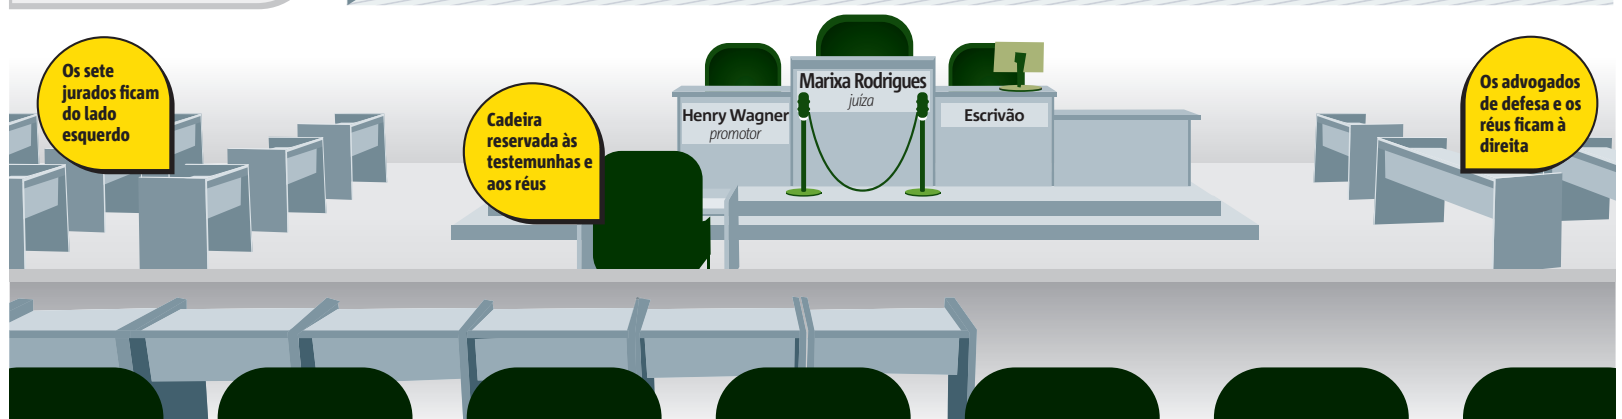 Os sete
jurados ficam
do lado
esquerdo
Cadeira
reservada às
testemunhas e
aos réus
Henry Wagner
promotor
Marixa Rodrigues
juíza
Escrivão
Os advogados
de defesa e os
réus ficam à
direita